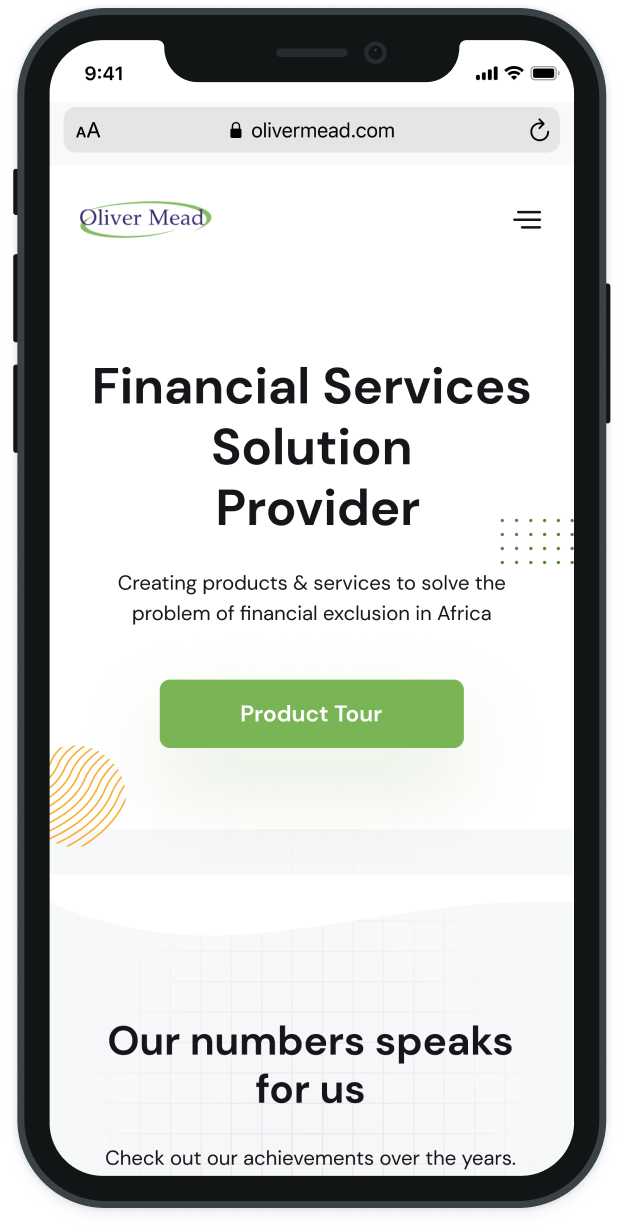 9:41
AA olivermead.com
Oliver Mead
Financial Services
Solution
Provider
Creating products & services to solve the
problem of financial exclusion in Africa
Product Tour
Our numbers speaks
for us
Check out our achievements over the years.